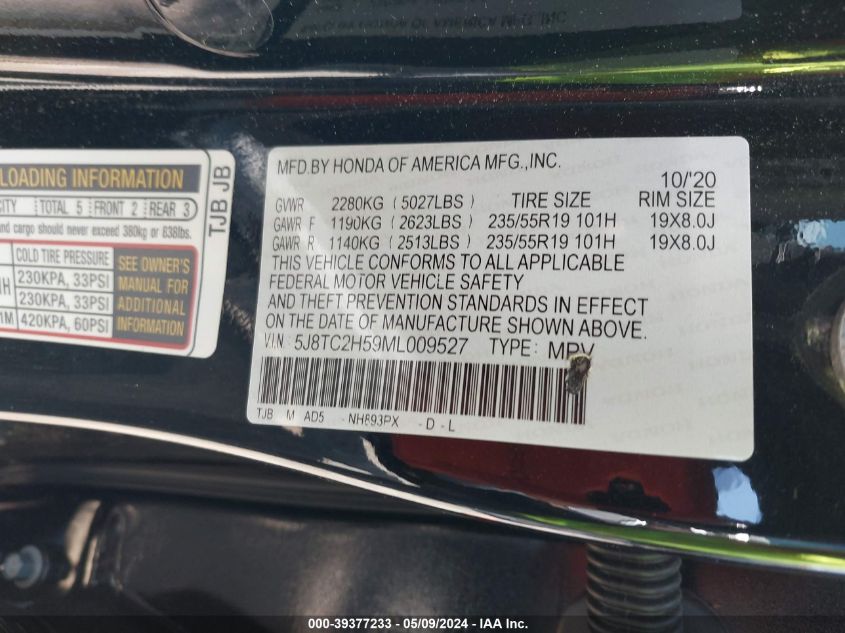 LOADING INFORMATION
CITY TOTAL 5 FRONT 2 REAR 3
and cargo should never exceed 380kg or 838lbs.
COLD TIRE PRESSURE
230KPA, 33PSI
230KPA, 33PSI
420KPA, 60PSI
SEE OWNER'S
MANUAL FOR
ADDITIONAL
INFORMATION
TJB JB
MFD.BY HONDA OF AMERICA MFG.,INC.
10/'20
GVWR 2280KG (5027LBS) TIRE SIZE RIM SIZE
GAWR F 1190KG (2623LBS) 235/55R19 101H 19X8.0J
GAWR R 1140KG (2513LBS) 235/55R19 101H 19X8.0J
THIS VEHICLE CONFORMS TO ALL APPLICABLE
FEDERAL MOTOR VEHICLE SAFETY
AND THEFT PREVENTION STANDARDS IN EFFECT
ON THE DATE OF MANUFACTURE SHOWN ABOVE.
VIN: 5J8TC2H59ML009527 TYPE: MPV
TJB M AD5 NH893PX -D-L
000-39377233 - 05/09/2024 - IAA Inc.